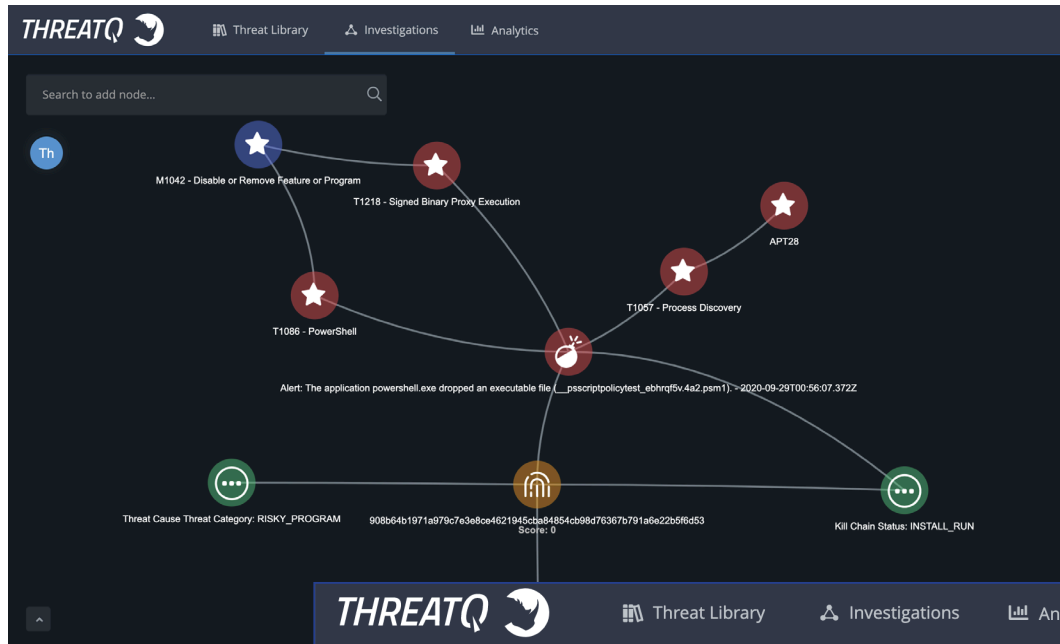 THREATQ
Threat Library
Investigations
Analytics
Search to add node...
Th
M1042 - Disable or Remove Feature or Program
T1218 - Signed Binary Proxy Execution
APT28
T1057 - Process Discovery
T1086 - PowerShell
Alert: The application powershell.exe dropped an executable file (__psscriptpolicytest_ebhrqf5v.4a2.psm1). - 2020-09-29T00:56:07.372Z
Threat Cause Threat Category: RISKY_PROGRAM
908b64b1971a979c7e3e8ce4621945cba84854cb98d76367b791a6e22b5f6d53
Score: 0
Kill Chain Status: INSTALL_RUN
THREATQ
Threat Library
Investigations
An